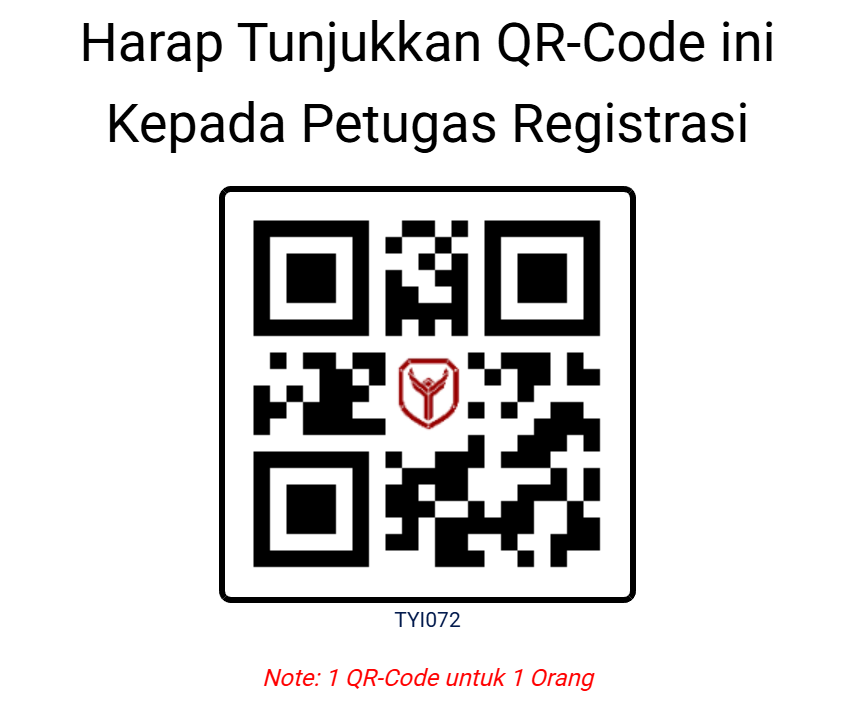 Harap Tunjukkan QR-Code ini
Kepada Petugas Registrasi
TYI072
Note: 1 QR-Code untuk 1 Orang